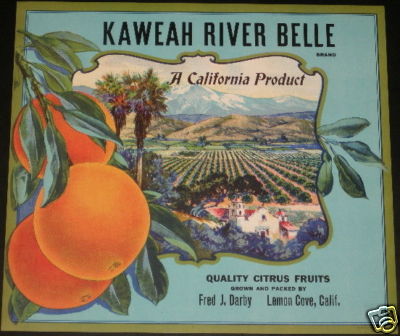 KAWEAH RIVER BELLE
BRAND
A California Product
QUALITY CITRUS FRUITS
GROWN AND PACKED BY
Fred J. Darby Lemon Cove, Calif.